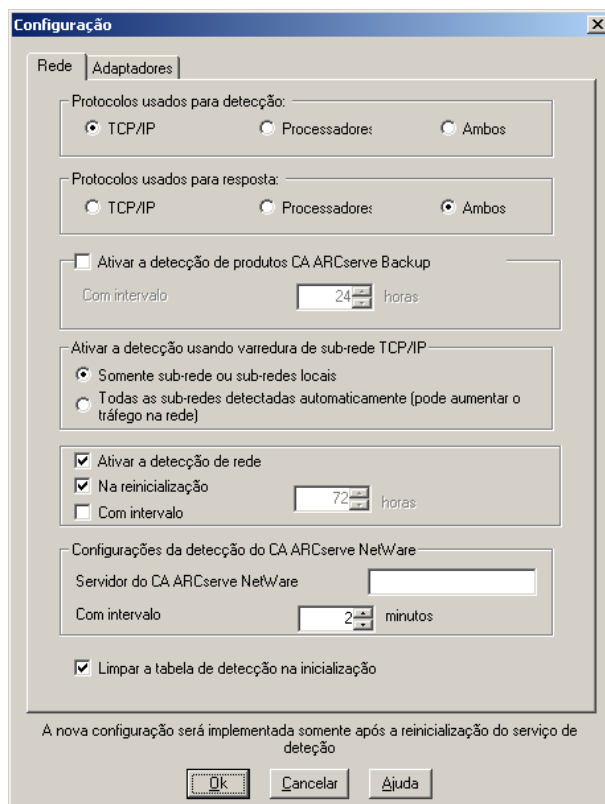 Configuração
Rede
Adaptadores
Protocolos usados para detecção:
TCP/IP
Processadores
Ambos
Protocolos usados para resposta:
TCP/IP
Processadores
Ambos
Ativar a detecção de produtos CA ARCserve Backup
Com intervalo
24
horas
Ativar a detecção usando varredura de sub-rede TCP/IP
Somente sub-rede ou sub-redes locais
Todas as sub-redes detectadas automaticamente (pode aumentar o
tráfego na rede)
Ativar a detecção de rede
Na reinicialização
Com intervalo
72
horas
Configurações da detecção do CA ARCserve NetWare
Servidor do CA ARCserve NetWare
Com intervalo
2
minutos
Limpar a tabela de detecção na inicialização
A nova configuração será implementada somente após a reinicialização do serviço de
deteção
Ok
Cancelar
Ajuda